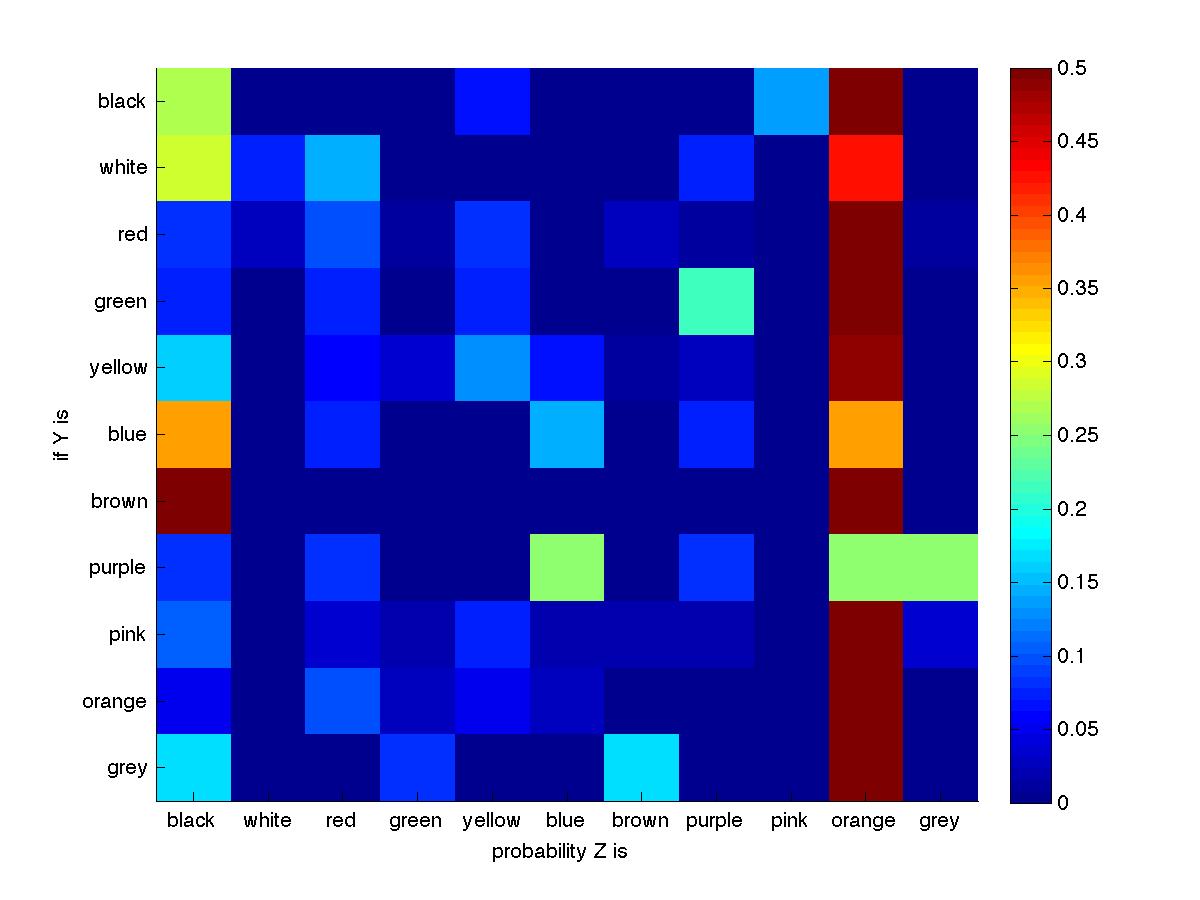 black
white
red
green
yellow
blue
brown
purple
pink
orange
grey
if Y is
black white red green yellow blue brown purple pink orange grey
probability Z is
0.5
0.45
0.4
0.35
0.3
0.25
0.2
0.15
0.1
0.05
0